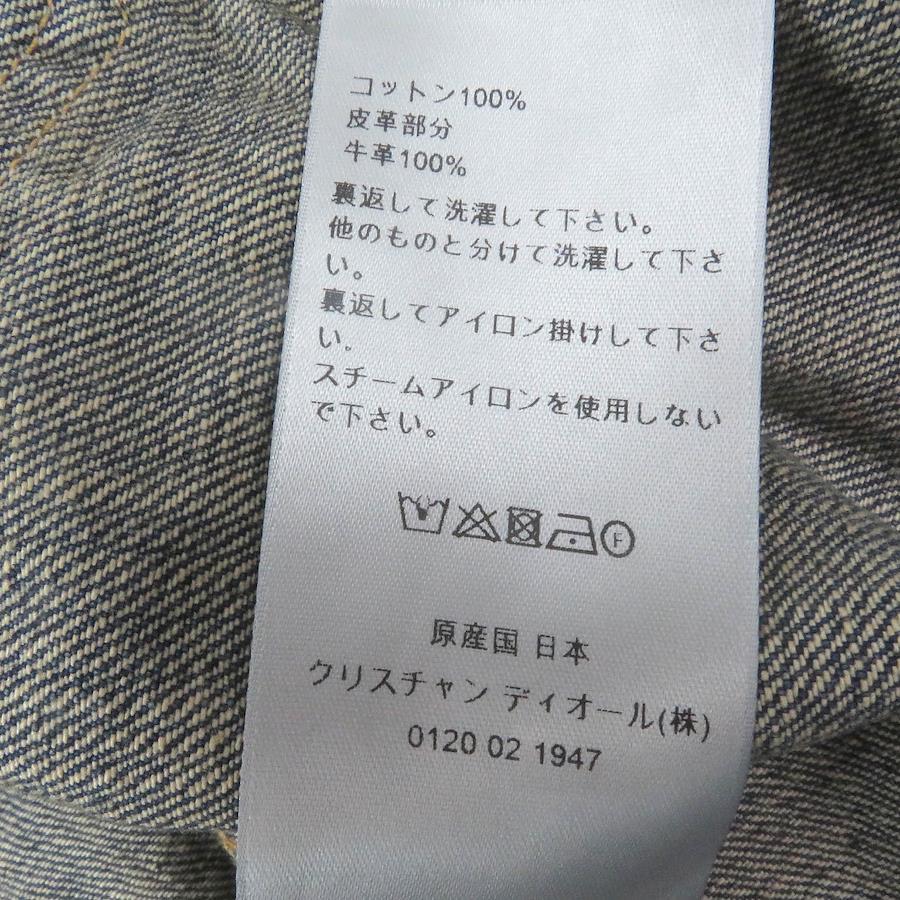 コットン100%
皮革部分
牛革100%
裏返して洗濯して下さい。
他のものと分けて洗濯して下さ
い。
裏返してアイロン掛けして下さ
い。
スチームアイロンを使用しない
で下さい。
F
原産国 日本
クリスチャン ディオール(株)
0120 02 1947